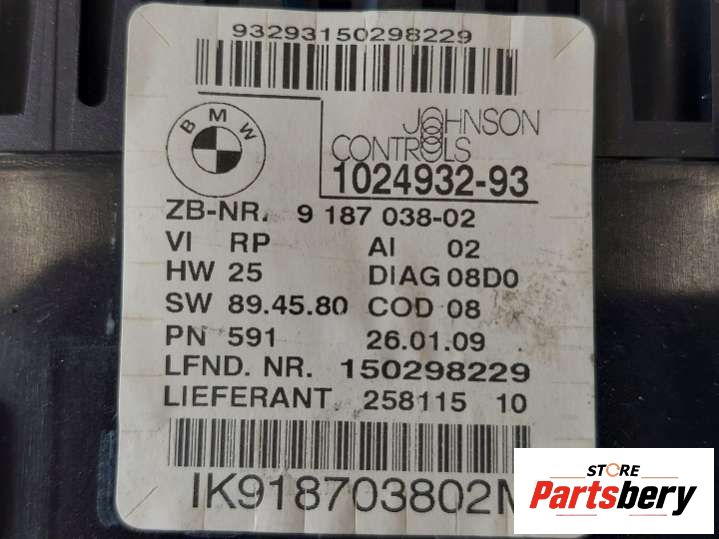 93293150298229
BMW
JOHNSON
CONTROLS
1024932-93
ZB-NR. 9 187 038-02
VI RP AI 02
HW 25 DIAG 08D0
SW 89.45.80 COD 08
PN 591 26.01.09
LFND. NR. 150298229
LIEFERANT 258115 10
IK918703802
STORE
Partsbery